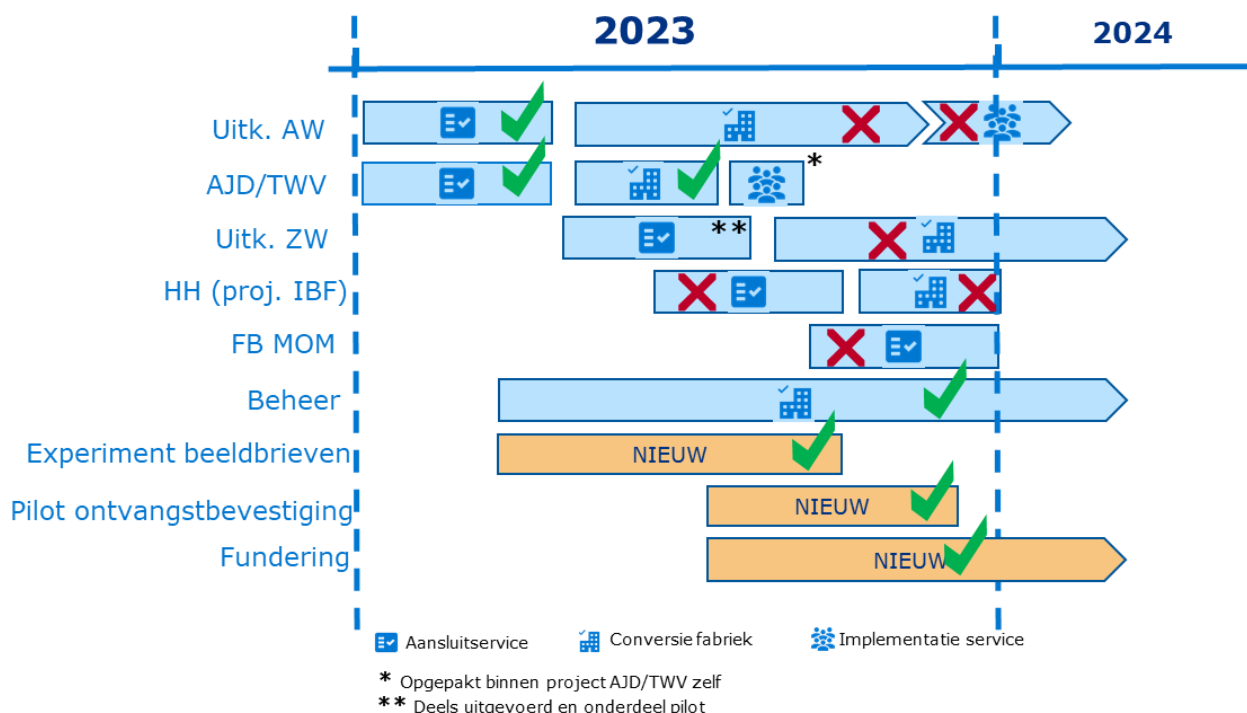 2023
2024
Uitk. AW
AJD/TWV
*
Uitk. ZW
**
HH (proj. IBF)
FB MOM
Beheer
Experiment beeldbrieven
NIEUW
Pilot ontvangstbevestiging
NIEUW
Fundering
NIEUW
Aansluitservice
Conversie fabriek
Implementatie service
* Opgepakt binnen project AJD/TWV zelf
** Deels uitgevoerd en onderdeel pilot